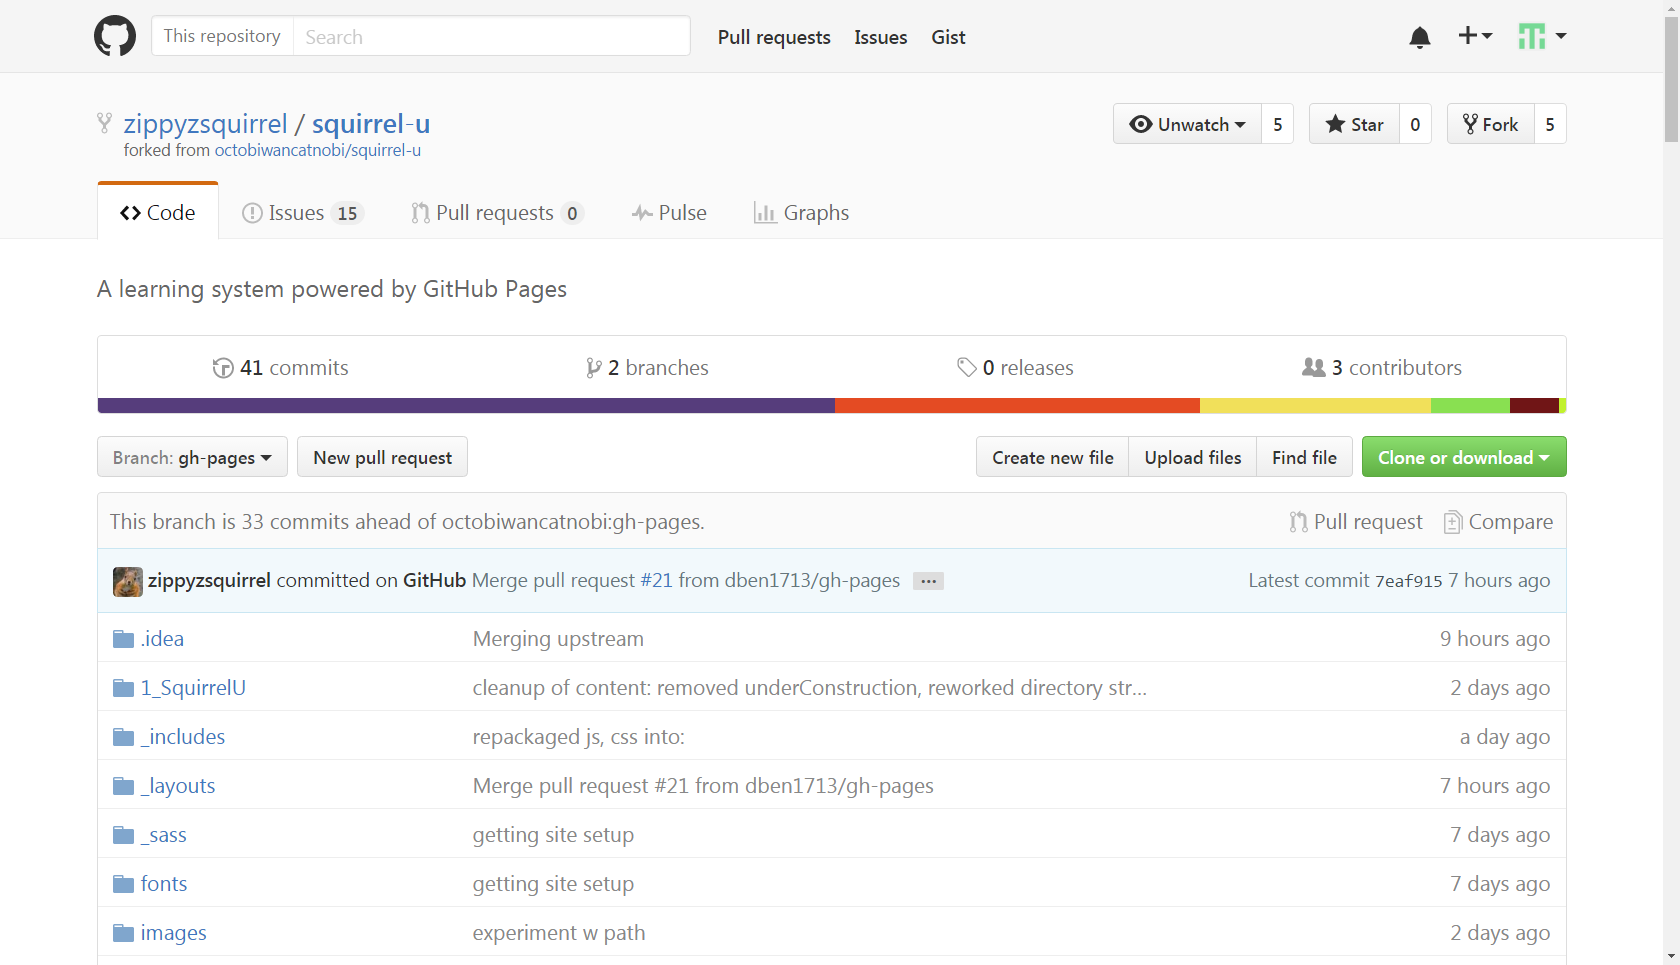 This repository Search Pull requests Issues Gist
zippyzsquirrel / squirrel-u Unwatch 5 Star 0 Fork 5
forked from octobiwancatnobi/squirrel-u
Code Issues 15 Pull requests 0 Pulse Graphs
A learning system powered by GitHub Pages
41 commits 2 branches 0 releases 3 contributors
Branch: gh-pages New pull request Create new file Upload files Find file Clone or download
This branch is 33 commits ahead of octobiwancatnobi:gh-pages. Pull request Compare
zippyzsquirrel committed on GitHub Merge pull request #21 from dben1713/gh-pages ... Latest commit 7eaf915 7 hours ago
.idea Merging upstream 9 hours ago
1_SquirrelU cleanup of content: removed underConstruction, reworked directory str... 2 days ago
_includes repackaged js, css into: a day ago
_layouts Merge pull request #21 from dben1713/gh-pages 7 hours ago
_sass getting site setup 7 days ago
fonts getting site setup 7 days ago
images experiment w path 2 days ago